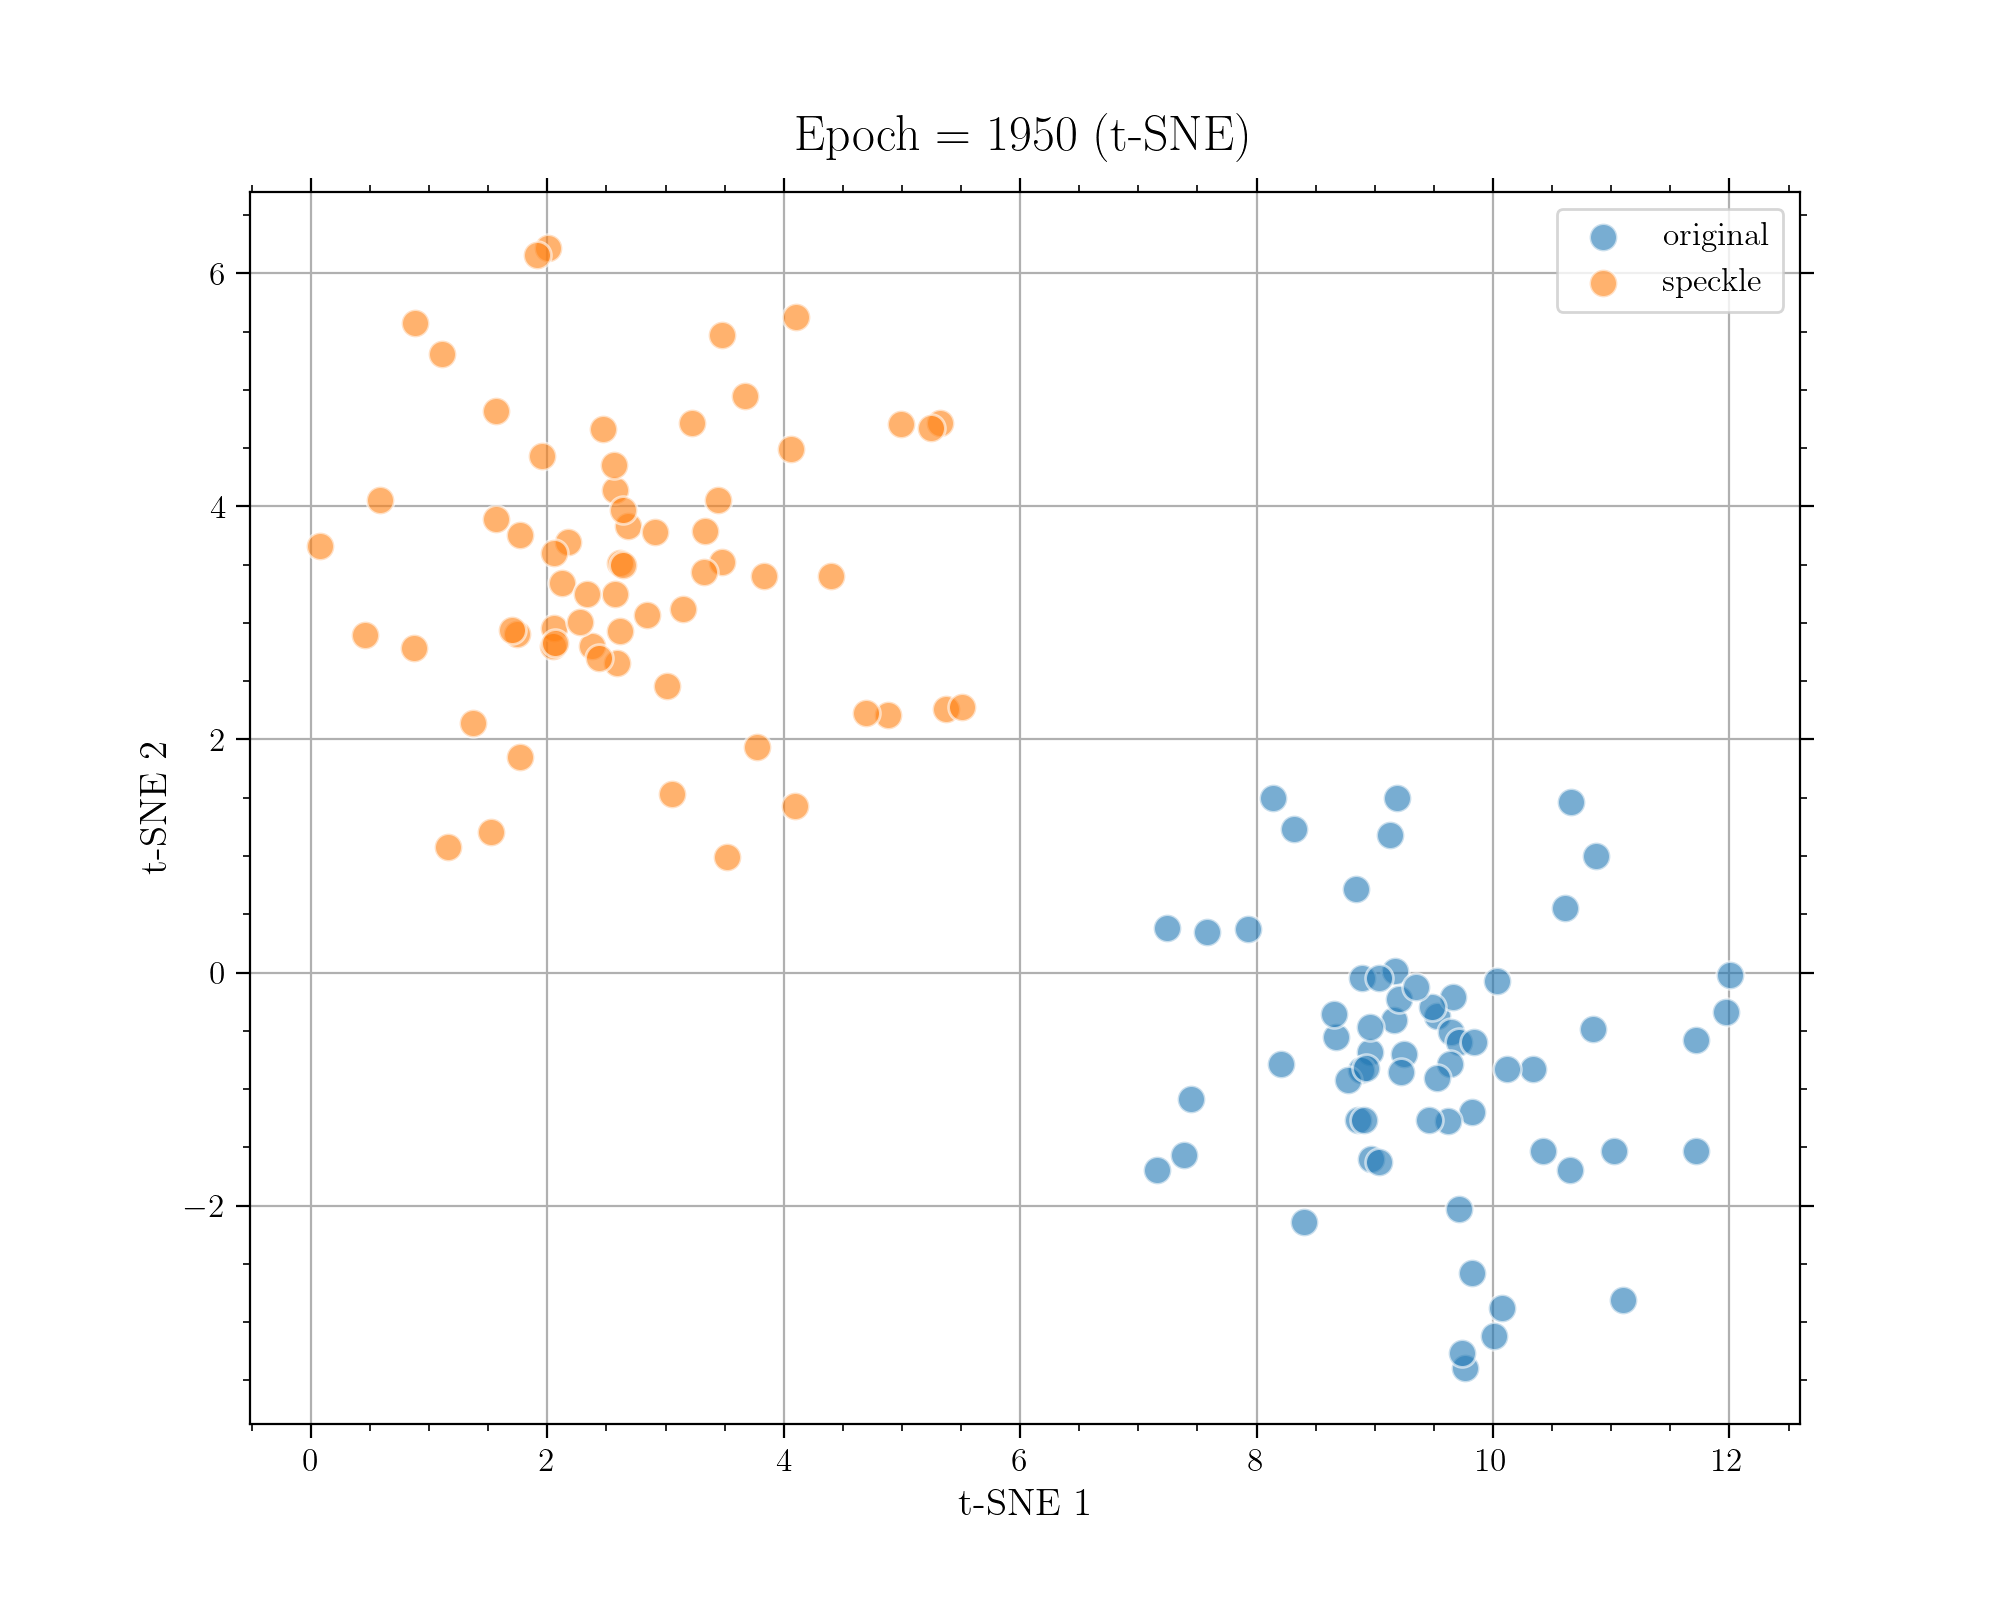 Epoch = 1950 (t-SNE)
original
speckle
6
4
2
0
−2
t-SNE 2
0 2 4 6 8 10 12
t-SNE 1